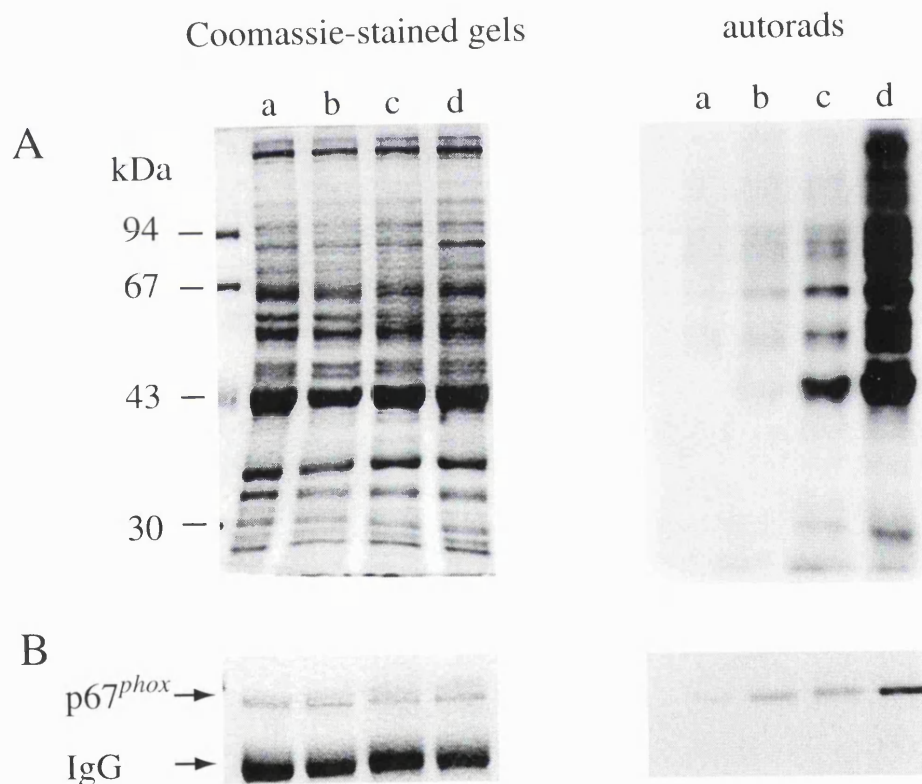 Coomassie-stained gels autorads
a b c d a b c d
A
kDa
94
67
43
30
B
p67phox
IgG